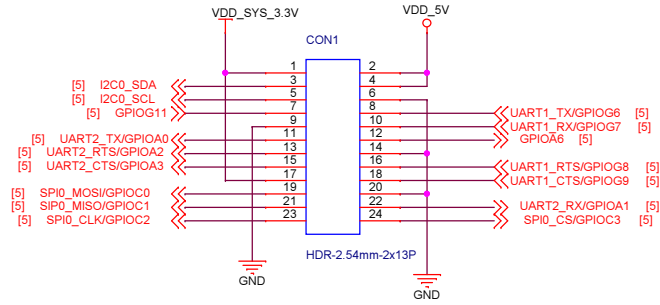 VDD_SYS_3.3V VDD_5V
CON1
1 2
[5] I2C0_SDA 3 4
[5] I2C0_SCL 5 6
[5] GPIOG11 7 8 UART1_TX/GPIOG6 [5]
9 10 UART1_RX/GPIOG7 [5]
[5] UART2_TX/GPIOA0 11 12 GPIOA6 [5]
[5] UART2_RTS/GPIOA2 13 14
[5] UART2_CTS/GPIOA3 15 16 UART1_RTS/GPIOG8 [5]
17 18 UART1_CTS/GPIOG9 [5]
[5] SPI0_MOSI/GPIOC0 19 20
[5] SIP0_MISO/GPIOC1 21 22 UART2_RX/GPIOA1 [5]
[5] SPI0_CLK/GPIOC2 23 24 SPI0_CS/GPIOC3 [5]
HDR-2.54mm-2x13P
GND GND